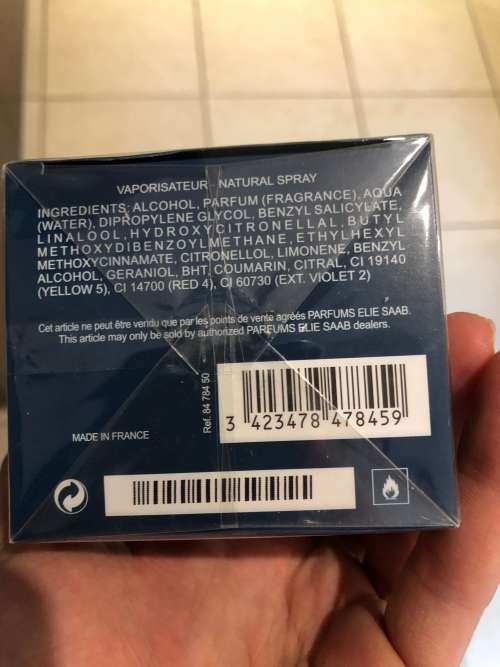 VAPORISATEUR - NATURAL SPRAY
INGREDIENTS: ALCOHOL, PARFUM (FRAGRANCE), AQUA
(WATER), DIPROPYLENE GLYCOL, BENZYL SALICYLATE,
LINALOOL, HYDROXYCITRONELLAL, BUTYL
METHOXYDIBENZOYLMETHANE, ETHYLHEXYL
METHOXYCINNAMATE, CITRONELLOL, LIMONENE, BENZYL
ALCOHOL, GERANIOL, BHT, COUMARIN, CITRAL, CI 19140
(YELLOW 5), CI 14700 (RED 4), CI 60730 (EXT. VIOLET 2)
Cet article ne peut être vendu que par les points de vente agréés PARFUMS ELIE SAAB.
This article may only be sold by authorized PARFUMS ELIE SAAB dealers.
Ref. 84 784 50
3 423478 478459
MADE IN FRANCE